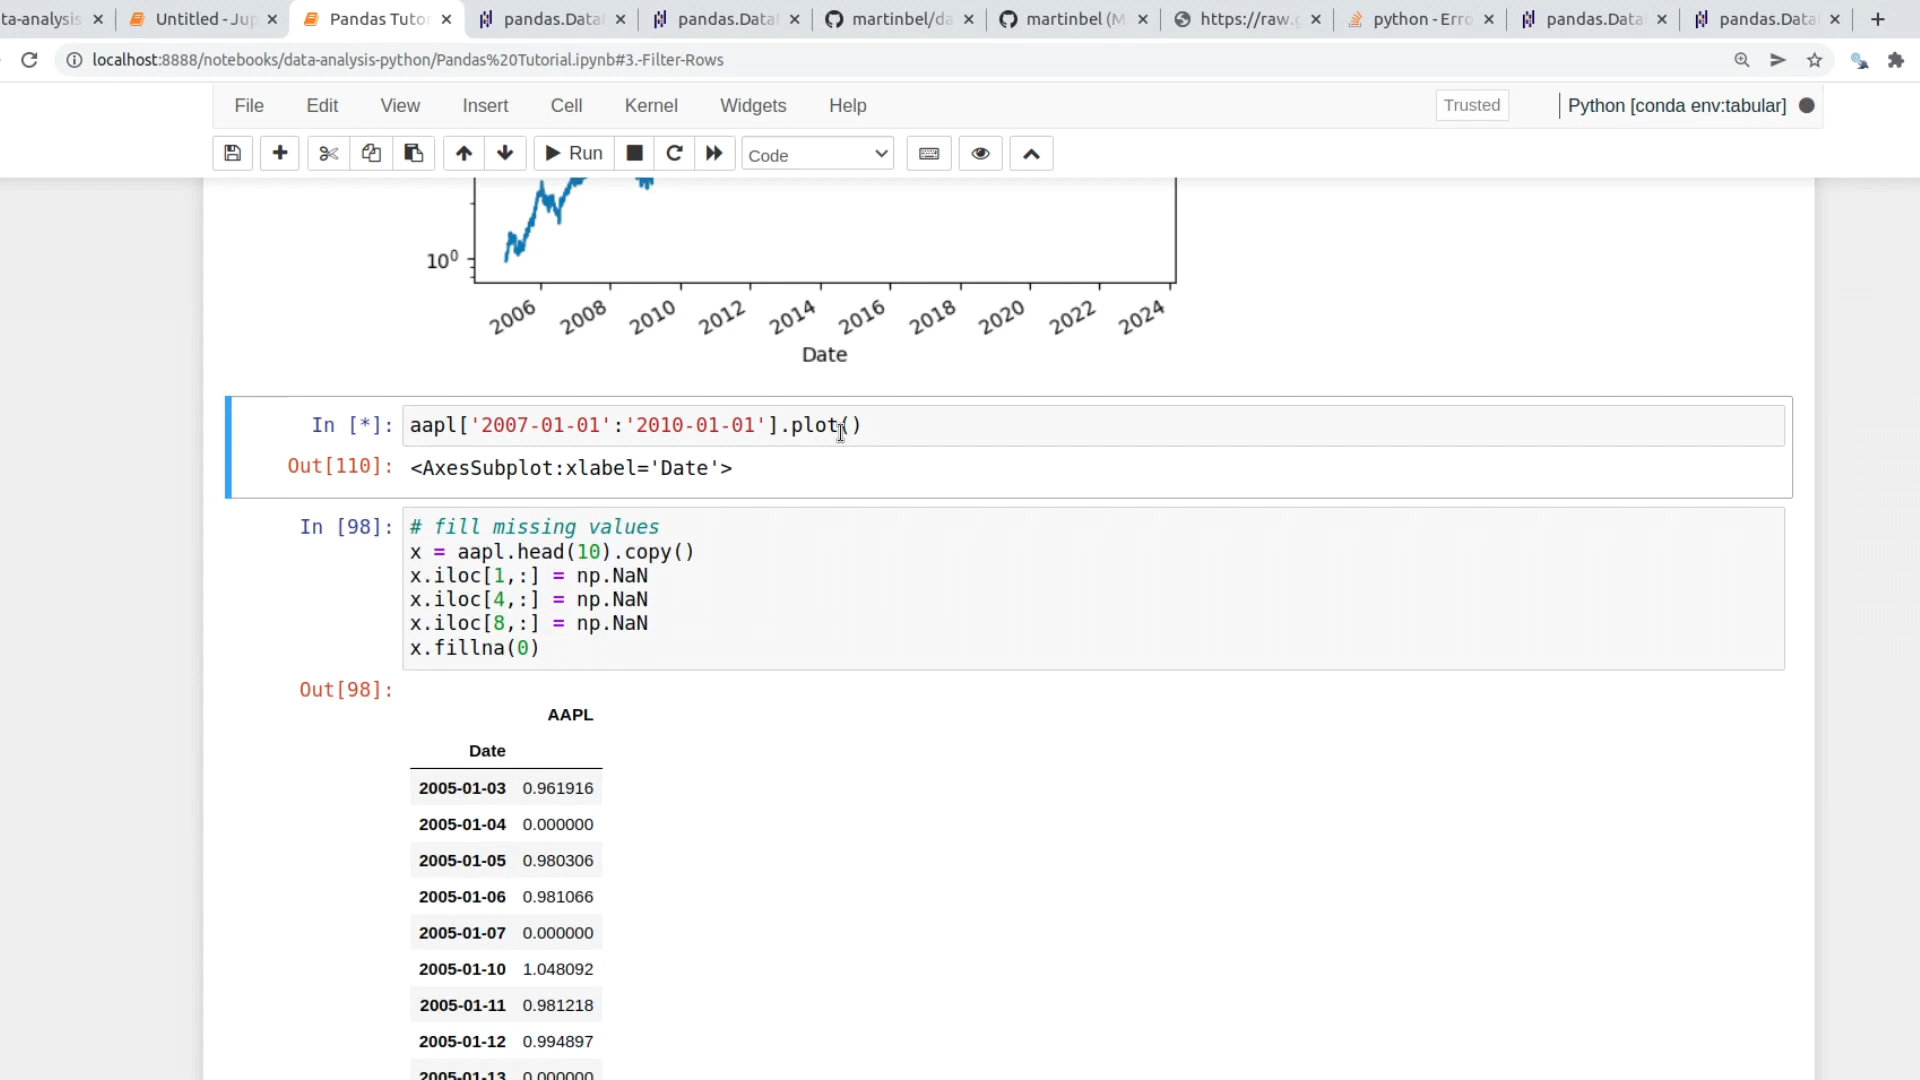 ta-analysis
Untitled - Jup
Pandas Tuto
pandas.Data
pandas.Data
martinbel/da
martinbel (M
https://raw.g
python - Erro
pandas.Data
pandas.Data
localhost:8888/notebooks/data-analysis-python/Pandas%20Tutorial.ipynb#3.-Filter-Rows
File Edit View Insert Cell Kernel Widgets Help
Trusted
Python [conda env:tabular]
Run
Code
10⁰
2006 2008 2010 2012 2014 2016 2018 2020 2022 2024
Date
In [*]: aapl['2007-01-01':'2010-01-01'].plot()
Out[110]: <AxesSubplot:xlabel='Date'>
In [98]: # fill missing values
x = aapl.head(10).copy()
x.iloc[1,:] = np.NaN
x.iloc[4,:] = np.NaN
x.iloc[8,:] = np.NaN
x.fillna(0)
Out[98]:
AAPL
Date
2005-01-03 0.961916
2005-01-04 0.000000
2005-01-05 0.980306
2005-01-06 0.981066
2005-01-07 0.000000
2005-01-10 1.048092
2005-01-11 0.981218
2005-01-12 0.994897
2005-01-13 0.000000